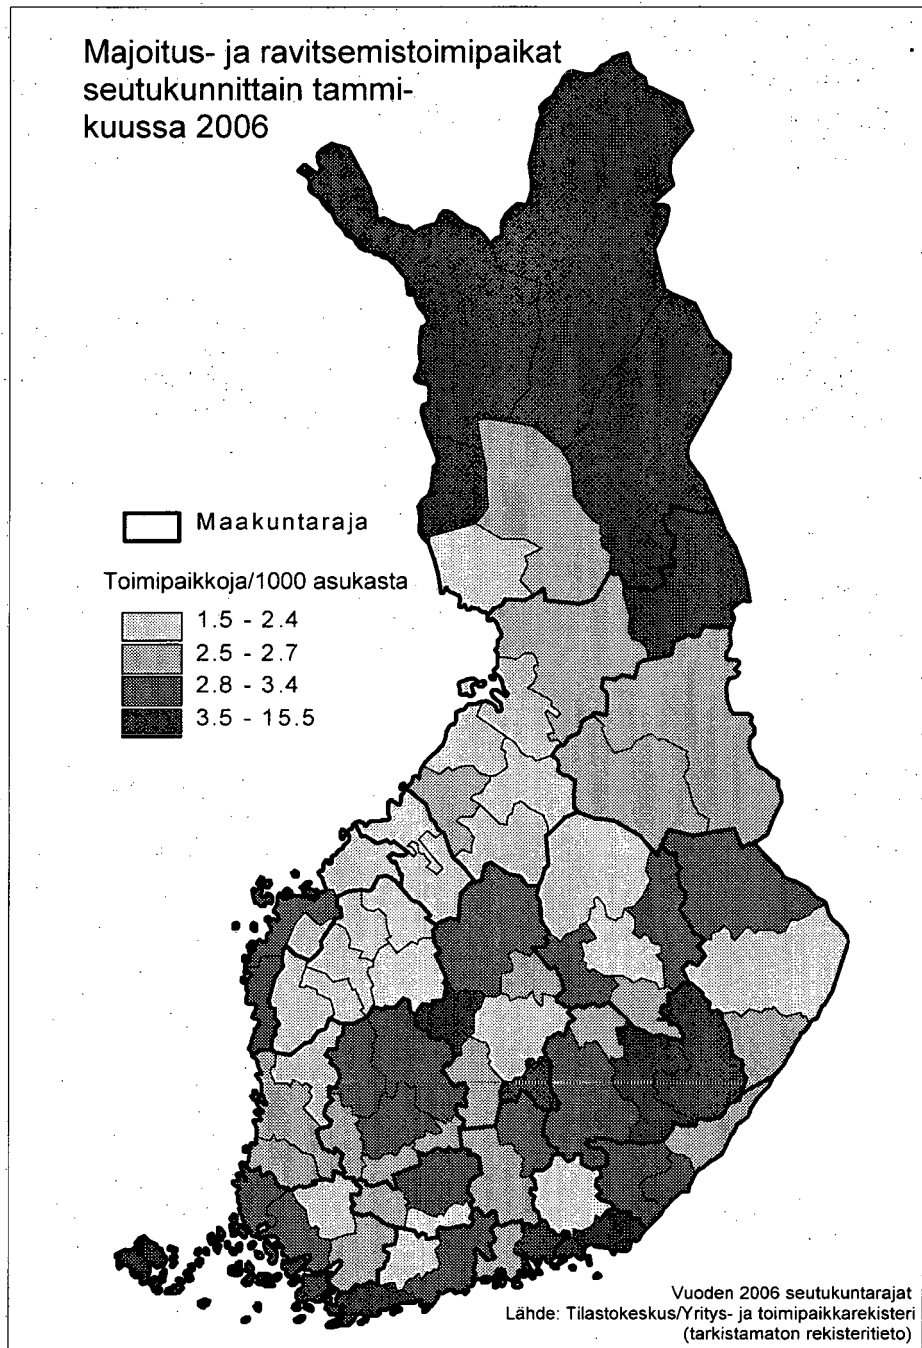 Majoitus- ja ravitsemistoimipaikat
seutukunnittain tammi-
kuussa 2006
Maakuntaraja
Toimipaikkoja/1000 asukasta
1.5 - 2.4
2.5 - 2.7
2.8 - 3.4
3.5 - 15.5
Vuoden 2006 seutukuntarajat
Lähde: Tilastokeskus/Yritys- ja toimipaikkarekisteri
(tarkistamaton rekisteritieto)